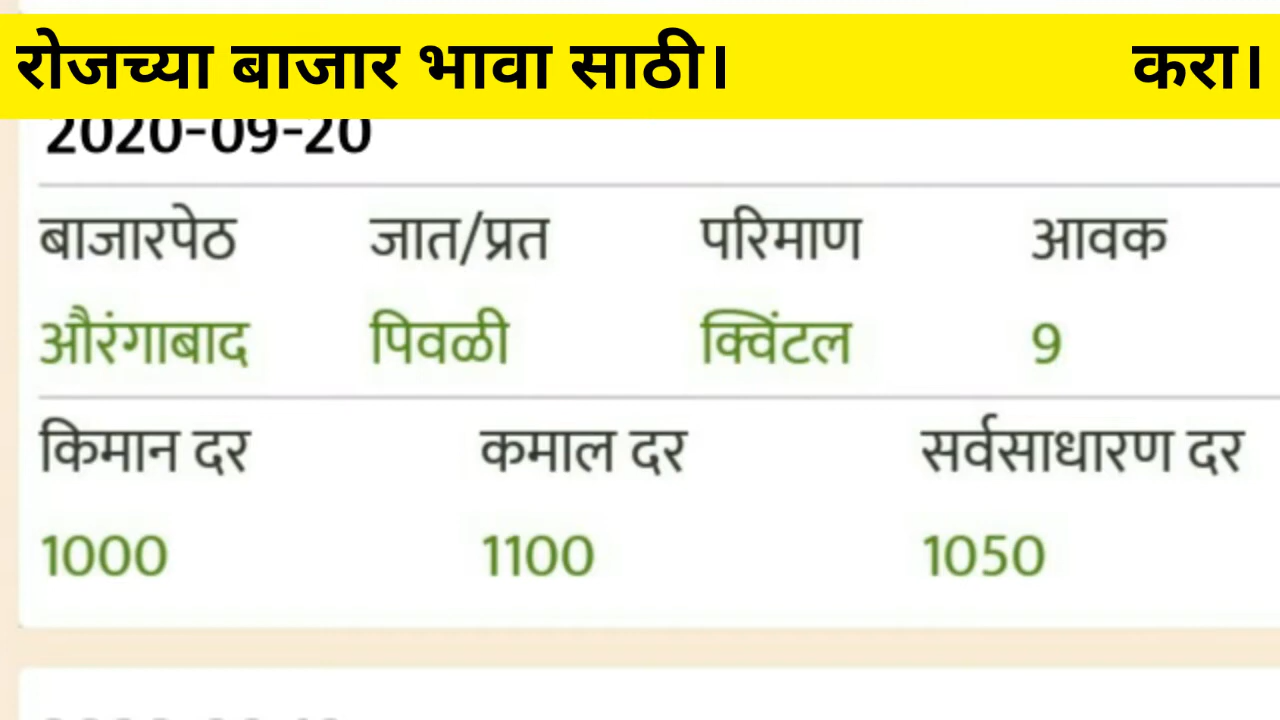 रोजच्या बाजार भावा साठी। करा।
2020-09-20
बाजारपेठ जात/प्रत परिमाण आवक
औरंगाबाद पिवळी क्विंटल 9
किमान दर कमाल दर सर्वसाधारण दर
1000 1100 1050